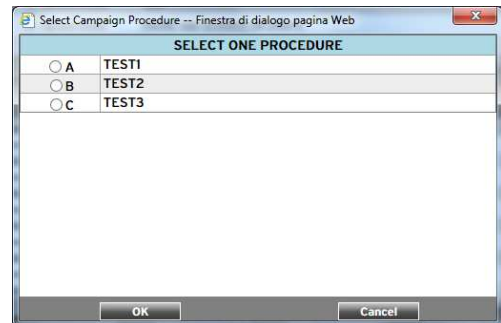 Select Campaign Procedure -- Finestra di dialogo pagina Web
SELECT ONE PROCEDURE
A TEST1
B TEST2
C TEST3
OK Cancel